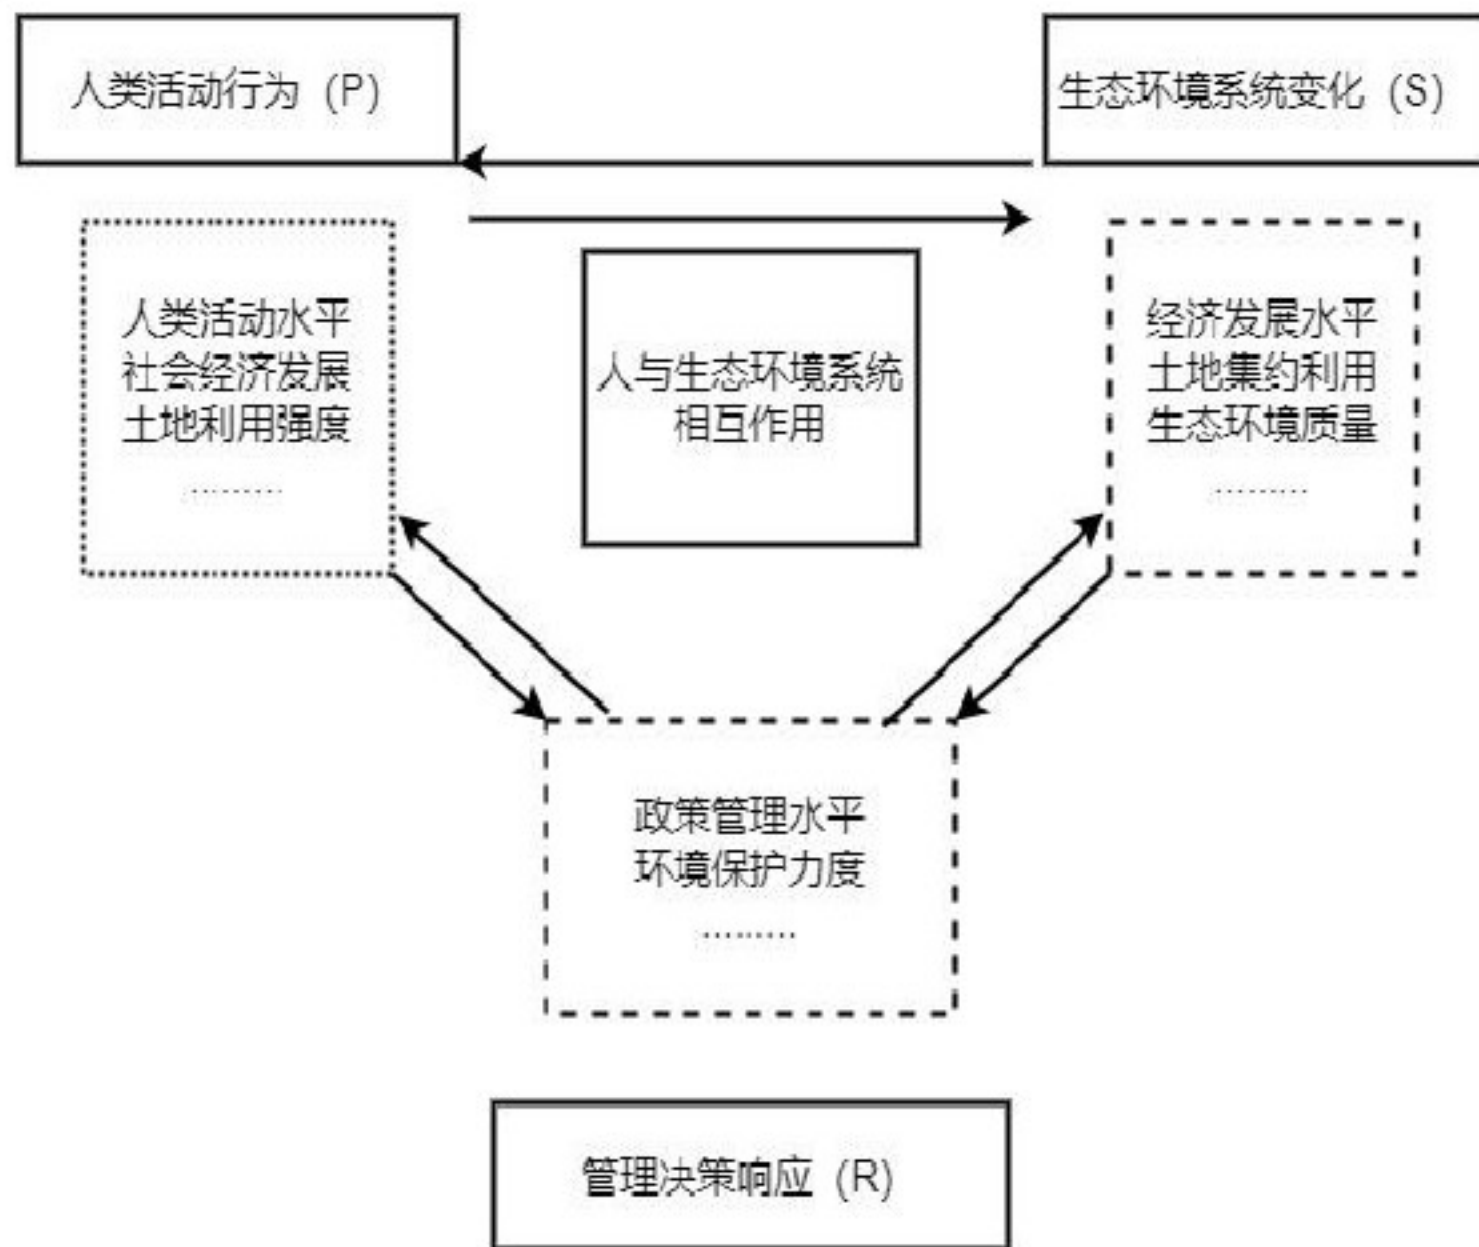 人类活动行为 (P)
生态环境系统变化 (S)
人类活动水平
社会经济发展
土地利用强度
………
人与生态环境系统
相互作用
经济发展水平
土地集约利用
生态环境质量
………
政策管理水平
环境保护力度
………
管理决策响应 (R)